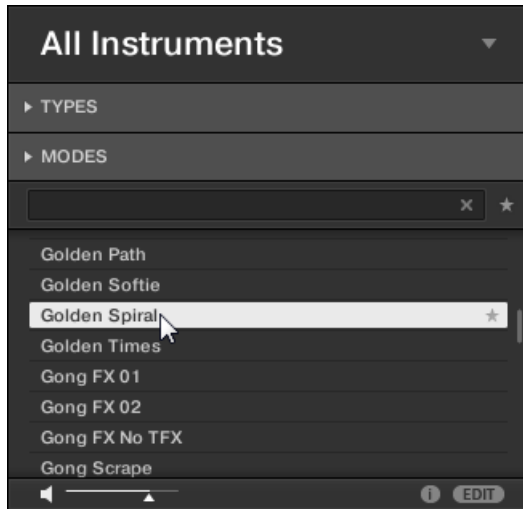 All Instruments
TYPES
MODES
Golden Path
Golden Softie
Golden Spiral
Golden Times
Gong FX 01
Gong FX 02
Gong FX No TFX
Gong Scrape
i EDIT